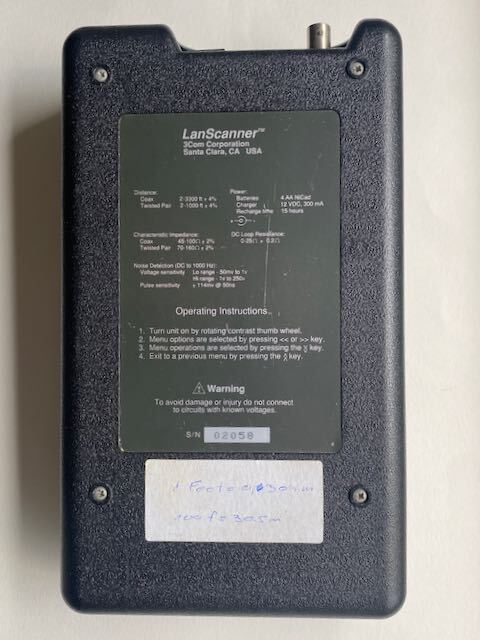 LanScanner™
3Com Corporation
Santa Clara, CA USA
Distance:
Coax 2-3300 ft ± 4%
Twisted Pair 2-1000 ft ± 4%
Power:
Batteries 4 AA NiCad
Charger 12 VDC, 300 mA
Recharge time 15 hours
Characteristic Impedance:
Coax 45-100Ω ± 2%
Twisted Pair 70-160Ω ± 2%
DC Loop Resistance:
0-25Ω ± 0.2Ω
Noise Detection (DC to 1000 Hz):
Voltage sensitivity Lo range - 50mv to 1v
Hi range - 1v to 250v
Pulse sensitivity ± 114mv @ 50ns
Operating Instructions
1. Turn unit on by rotating contrast thumb wheel.
2. Menu options are selected by pressing << or >> key.
3. Menu operations are selected by pressing the key.
4. Exit to a previous menu by pressing the key.
Warning
To avoid damage or injury do not connect
to circuits with known voltages.
S/N 02058
1 Foot =
100 f = 30.5 m